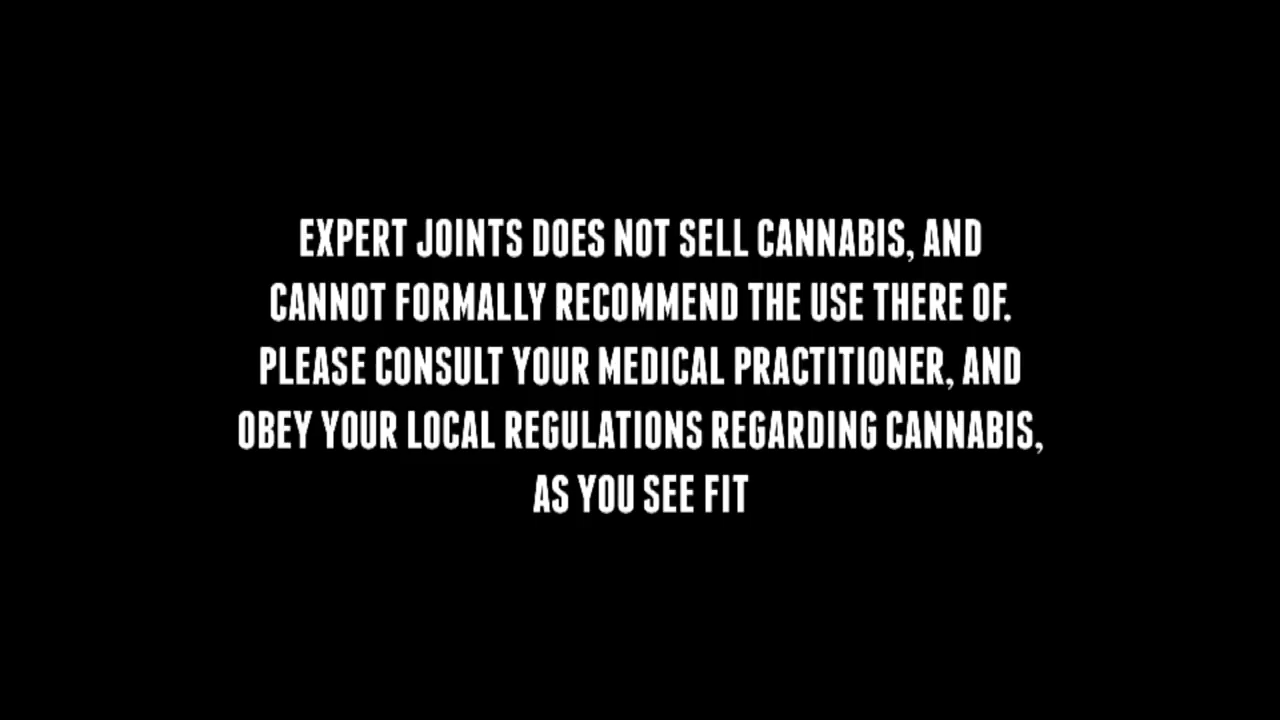 EXPERT JOINTS DOES NOT SELL CANNABIS, AND
CANNOT FORMALLY RECOMMEND THE USE THERE OF.
PLEASE CONSULT YOUR MEDICAL PRACTITIONER, AND
OBEY YOUR LOCAL REGULATIONS REGARDING CANNABIS,
AS YOU SEE FIT